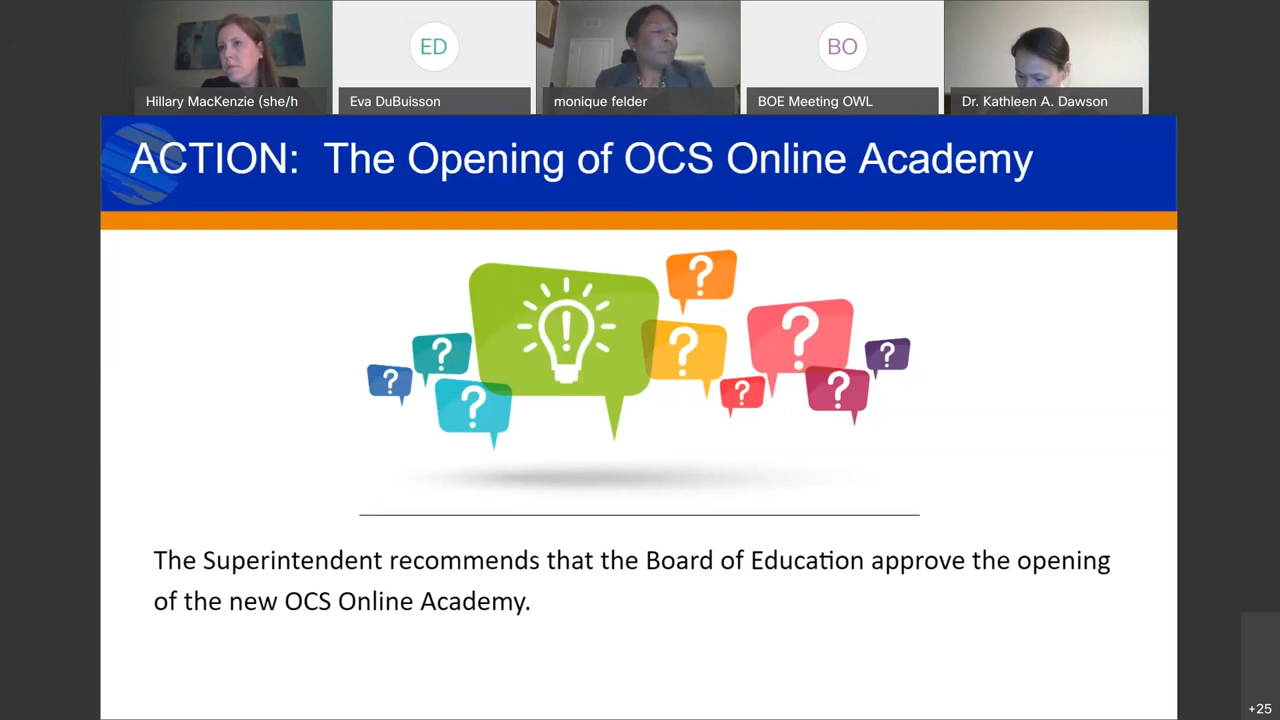 Hillary MacKenzie (she/h
ED
Eva DuBuisson
monique felder
BO
BOE Meeting OWL
Dr. Kathleen A. Dawson
ACTION: The Opening of OCS Online Academy
?
?
?
!
?
?
?
?
?
?
The Superintendent recommends that the Board of Education approve the opening
of the new OCS Online Academy.
+25